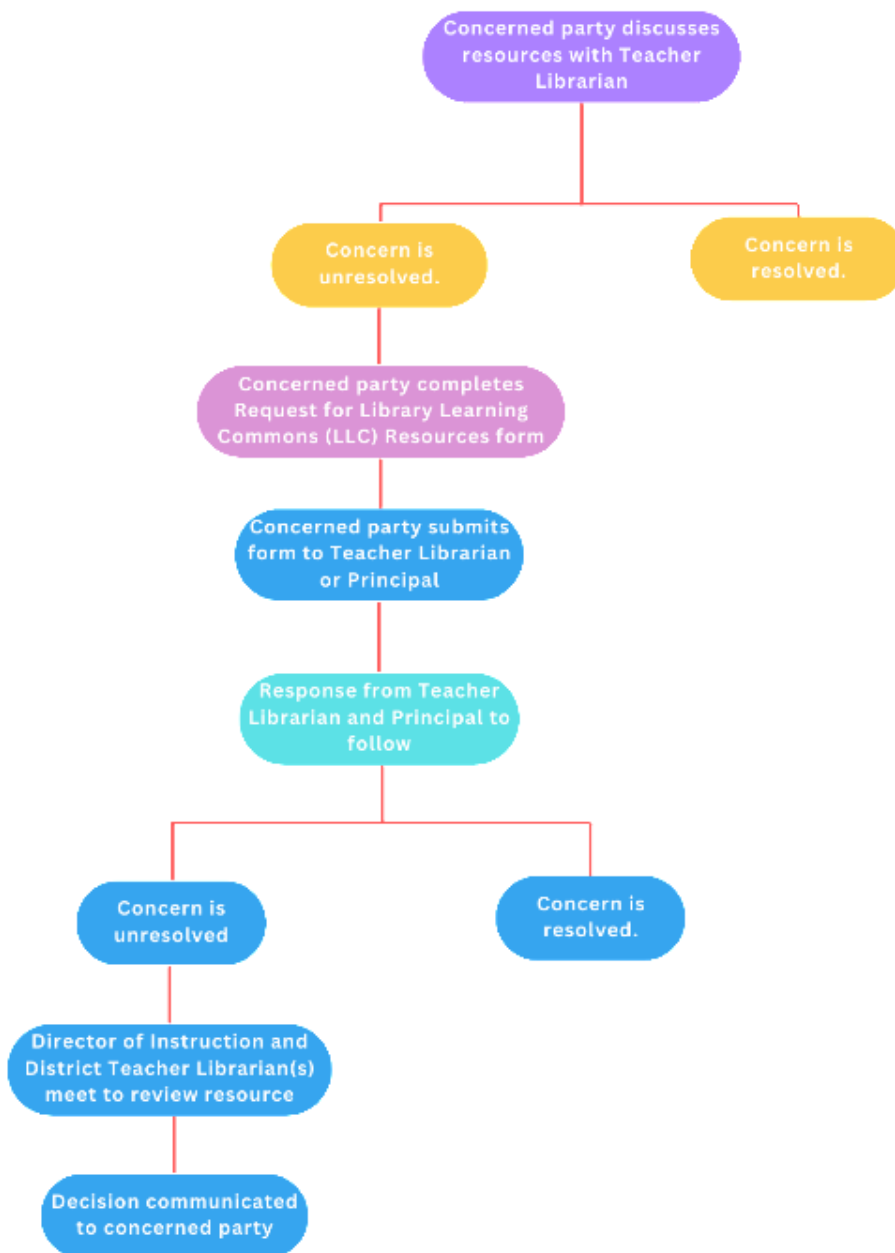 Concerned party discusses
resources with Teacher
Librarian
Concern is
unresolved.
Concern is
resolved.
Concerned party completes
Request for Library Learning
Commons (LLC) Resources form
Concerned party submits
form to Teacher Librarian
or Principal
Response from Teacher
Librarian and Principal to
follow
Concern is
unresolved
Concern is
resolved.
Director of Instruction and
District Teacher Librarian(s)
meet to review resource
Decision communicated
to concerned party